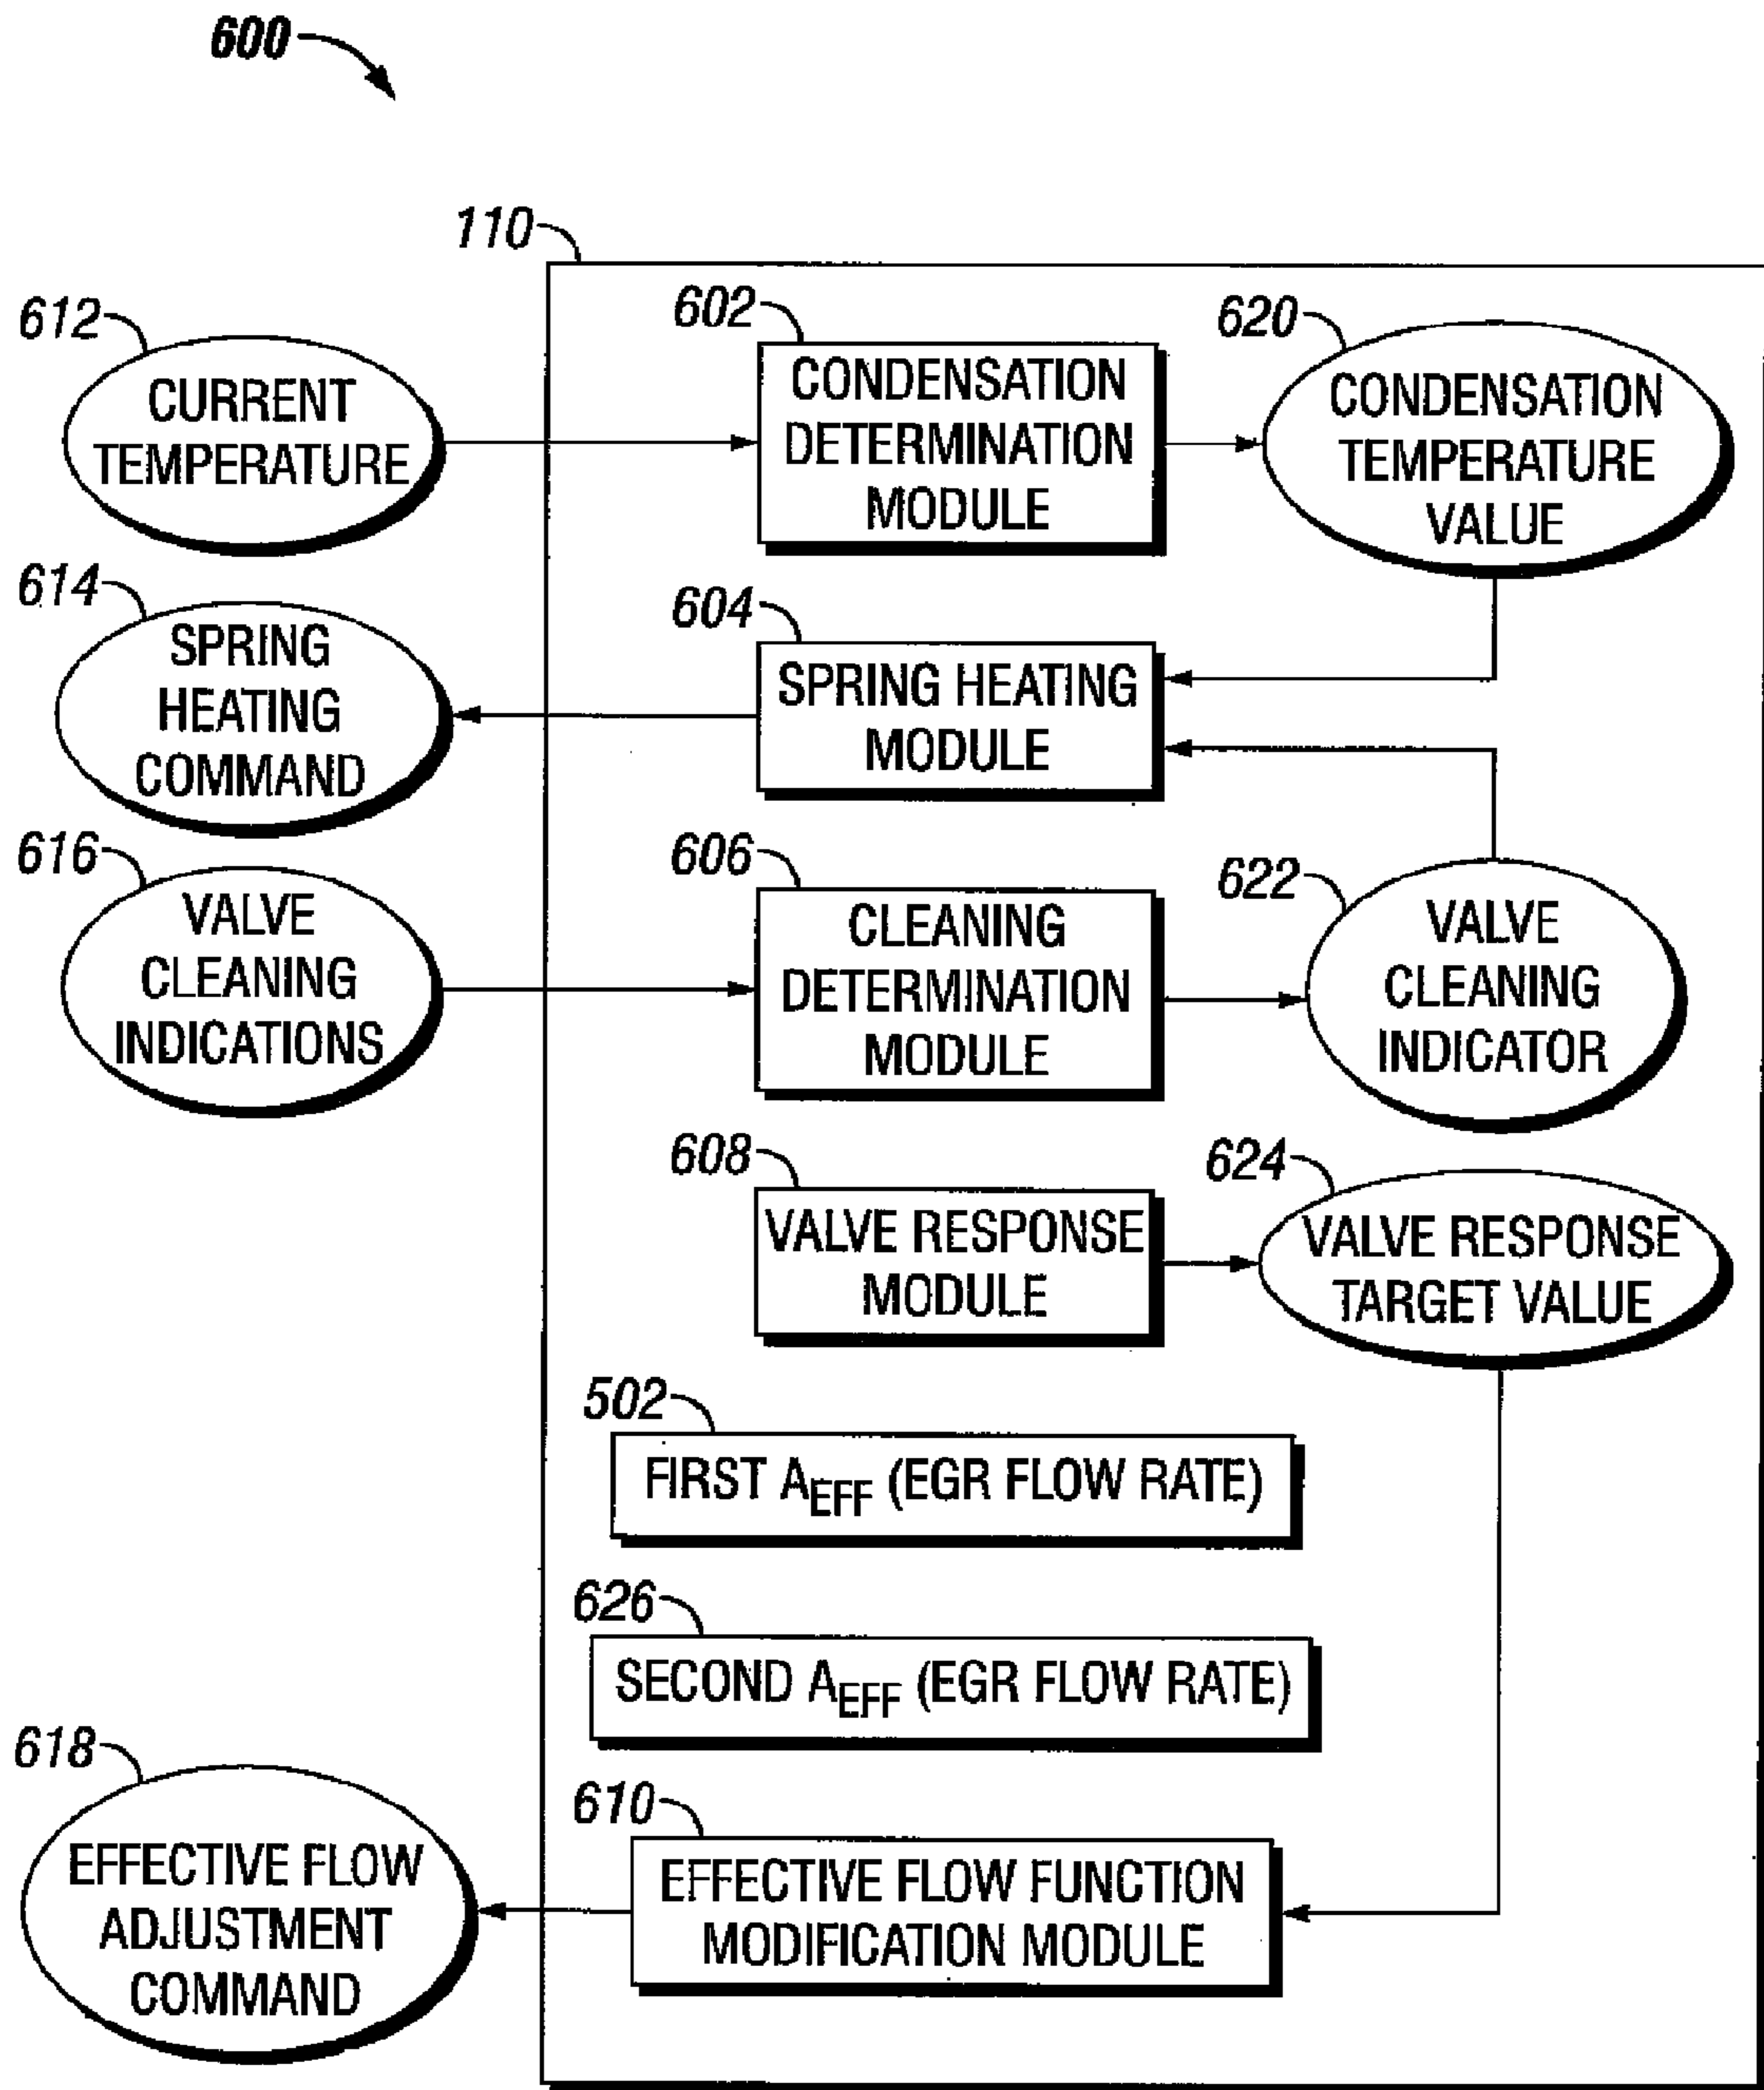 600
110
612
CURRENT
TEMPERATURE
602
CONDENSATION
DETERMINATION
MODULE
620
CONDENSATION
TEMPERATURE
VALUE
614
SPRING
HEATING
COMMAND
604
SPRING HEATING
MODULE
616
VALVE
CLEANING
INDICATIONS
606
CLEANING
DETERMINATION
MODULE
622
VALVE
CLEANING
INDICATOR
608
VALVE RESPONSE
MODULE
624
VALVE RESPONSE
TARGET VALUE
502
FIRST AEFF (EGR FLOW RATE)
626
SECOND AEFF (EGR FLOW RATE)
618
EFFECTIVE FLOW
ADJUSTMENT
COMMAND
610
EFFECTIVE FLOW FUNCTION
MODIFICATION MODULE